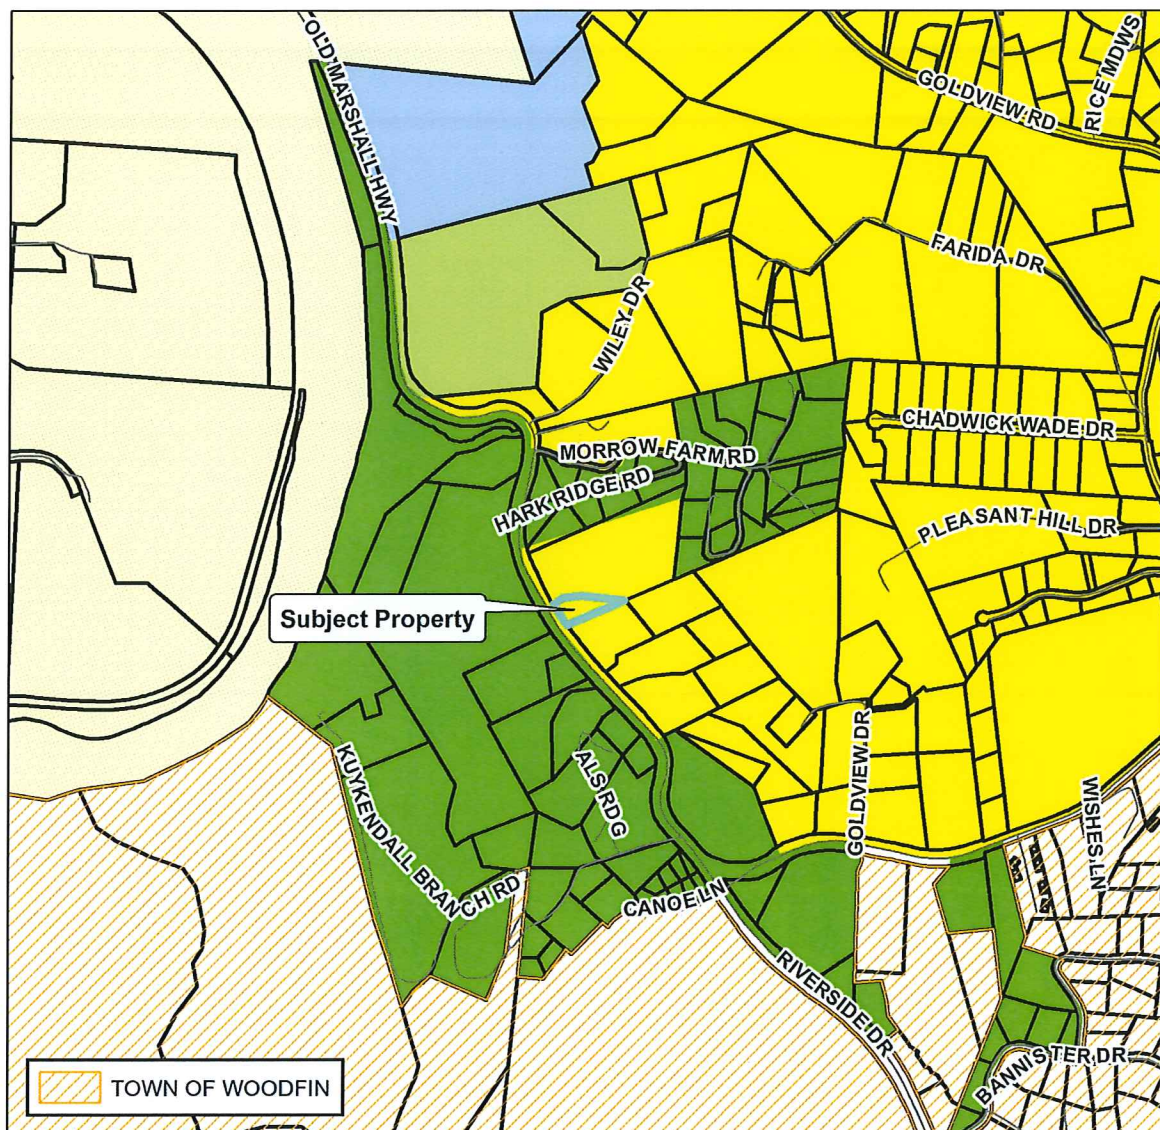 OLD MARSHALL HWY
GOLDVIEW RD
RICE MDWS
FARIDA DR
WILEY DR
CHADWICK WADE DR
MORROW FARM RD
HARK RIDGE RD
PLEASANT HILL DR
Subject Property
GOLDVIEW DR
ALS RDG
KUYKENDALL BRANCH RD
WISHES LN
CANOE LN
RIVERSIDE DR
BANNISTER DR
TOWN OF WOODFIN